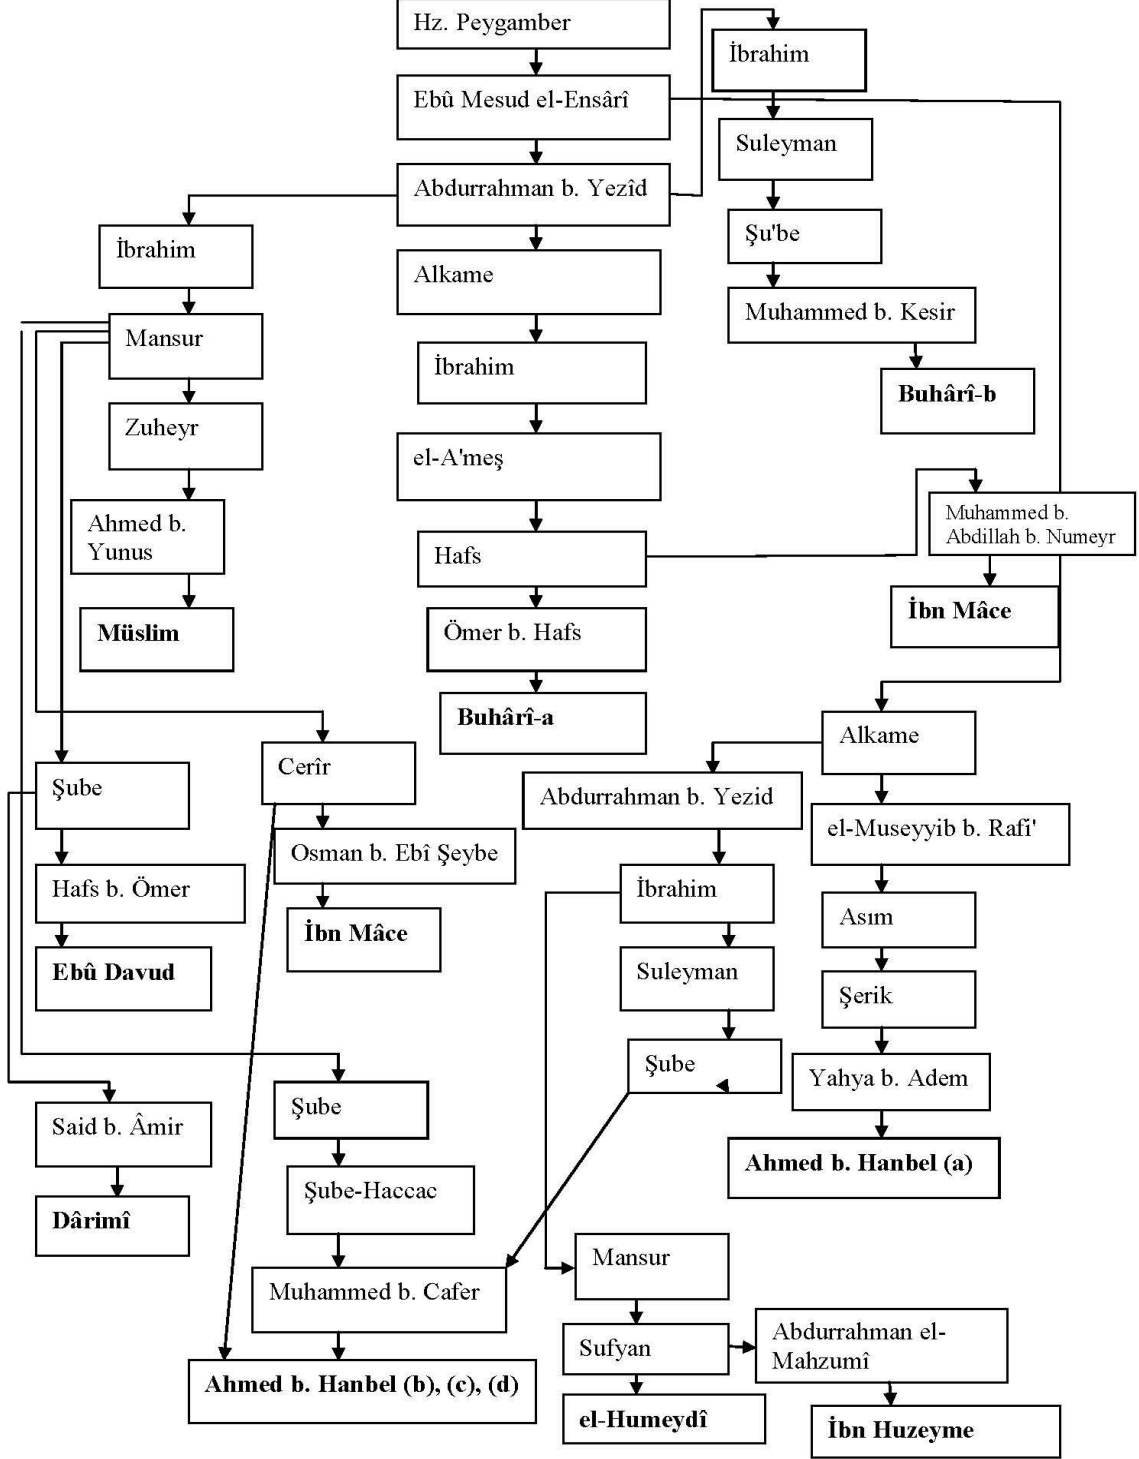 Hz. Peygamber
İbrahim
Ebû Mesud el-Ensârî
Suleyman
Abdurrahman b. Yezîd
Şu'be
İbrahim
Alkame
Muhammed b. Kesir
Mansur
İbrahim
Buhârî-b
Zuheyr
el-A'meş
Ahmed b.
Yunus
Muhammed b.
Abdillah b. Numeyr
Hafs
İbn Mâce
Müslim
Ömer b. Hafs
Buhârî-a
Alkame
Cerîr
Şube
Abdurrahman b. Yezid
el-Museyyib b. Rafi'
Osman b. Ebî Şeybe
Hafs b. Ömer
İbrahim
Asım
İbn Mâce
Ebû Davud
Suleyman
Şerik
Şube
Yahya b. Adem
Şube
Said b. Âmir
Ahmed b. Hanbel (a)
Şube-Haccac
Dârimî
Mansur
Muhammed b. Cafer
Abdurrahman el-
Mahzumî
Sufyan
Ahmed b. Hanbel (b), (c), (d)
el-Humeydî
İbn Huzeyme